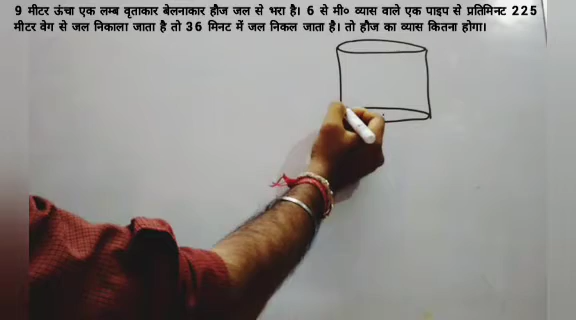 9 मीटर ऊंचा एक लम्ब वृताकार बेलनाकार हौज जल से भरा है। 6 से मी० व्यास वाले एक पाइप से प्रतिमिनट 225
मीटर वेग से जल निकाला जाता है तो 36 मिनट में जल निकल जाता है। तो हौज का व्यास कितना होगा।